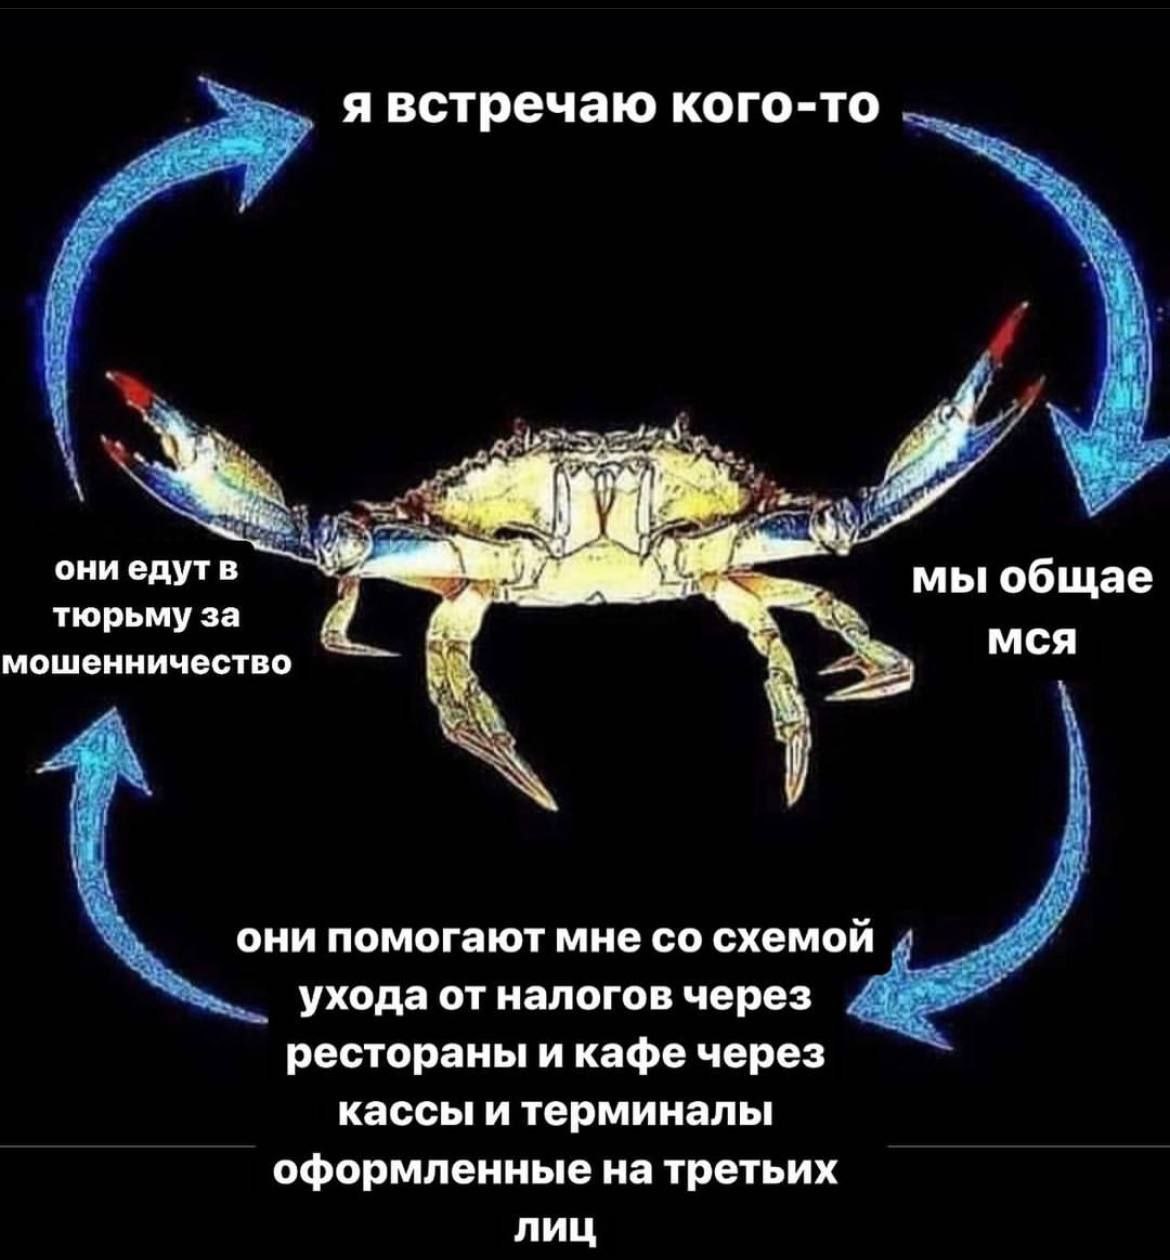 я встречаю кого-то
мы общае
мся
они помогают мне со схемой
ухода от налогов через
рестораны и кафе через
кассы и терминалы
оформленные на третьих
лиц
они едут в
тюрьму за
мошенничество